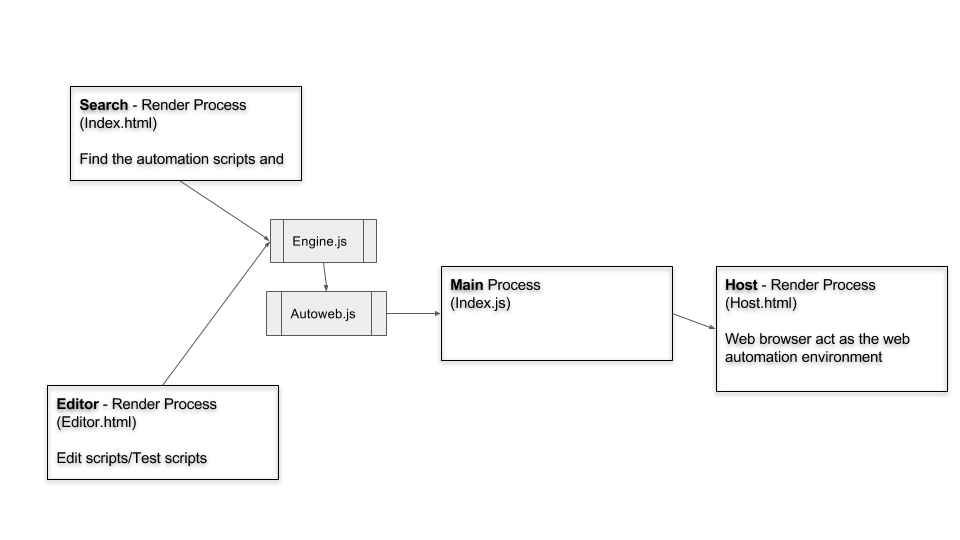 Search - Render Process
(Index.html)
Find the automation scripts and
Engine.js
Autoweb.js
Main Process
(Index.js)
Host - Render Process
(Host.html)
Web browser act as the web
automation environment
Editor - Render Process
(Editor.html)
Edit scripts/Test scripts